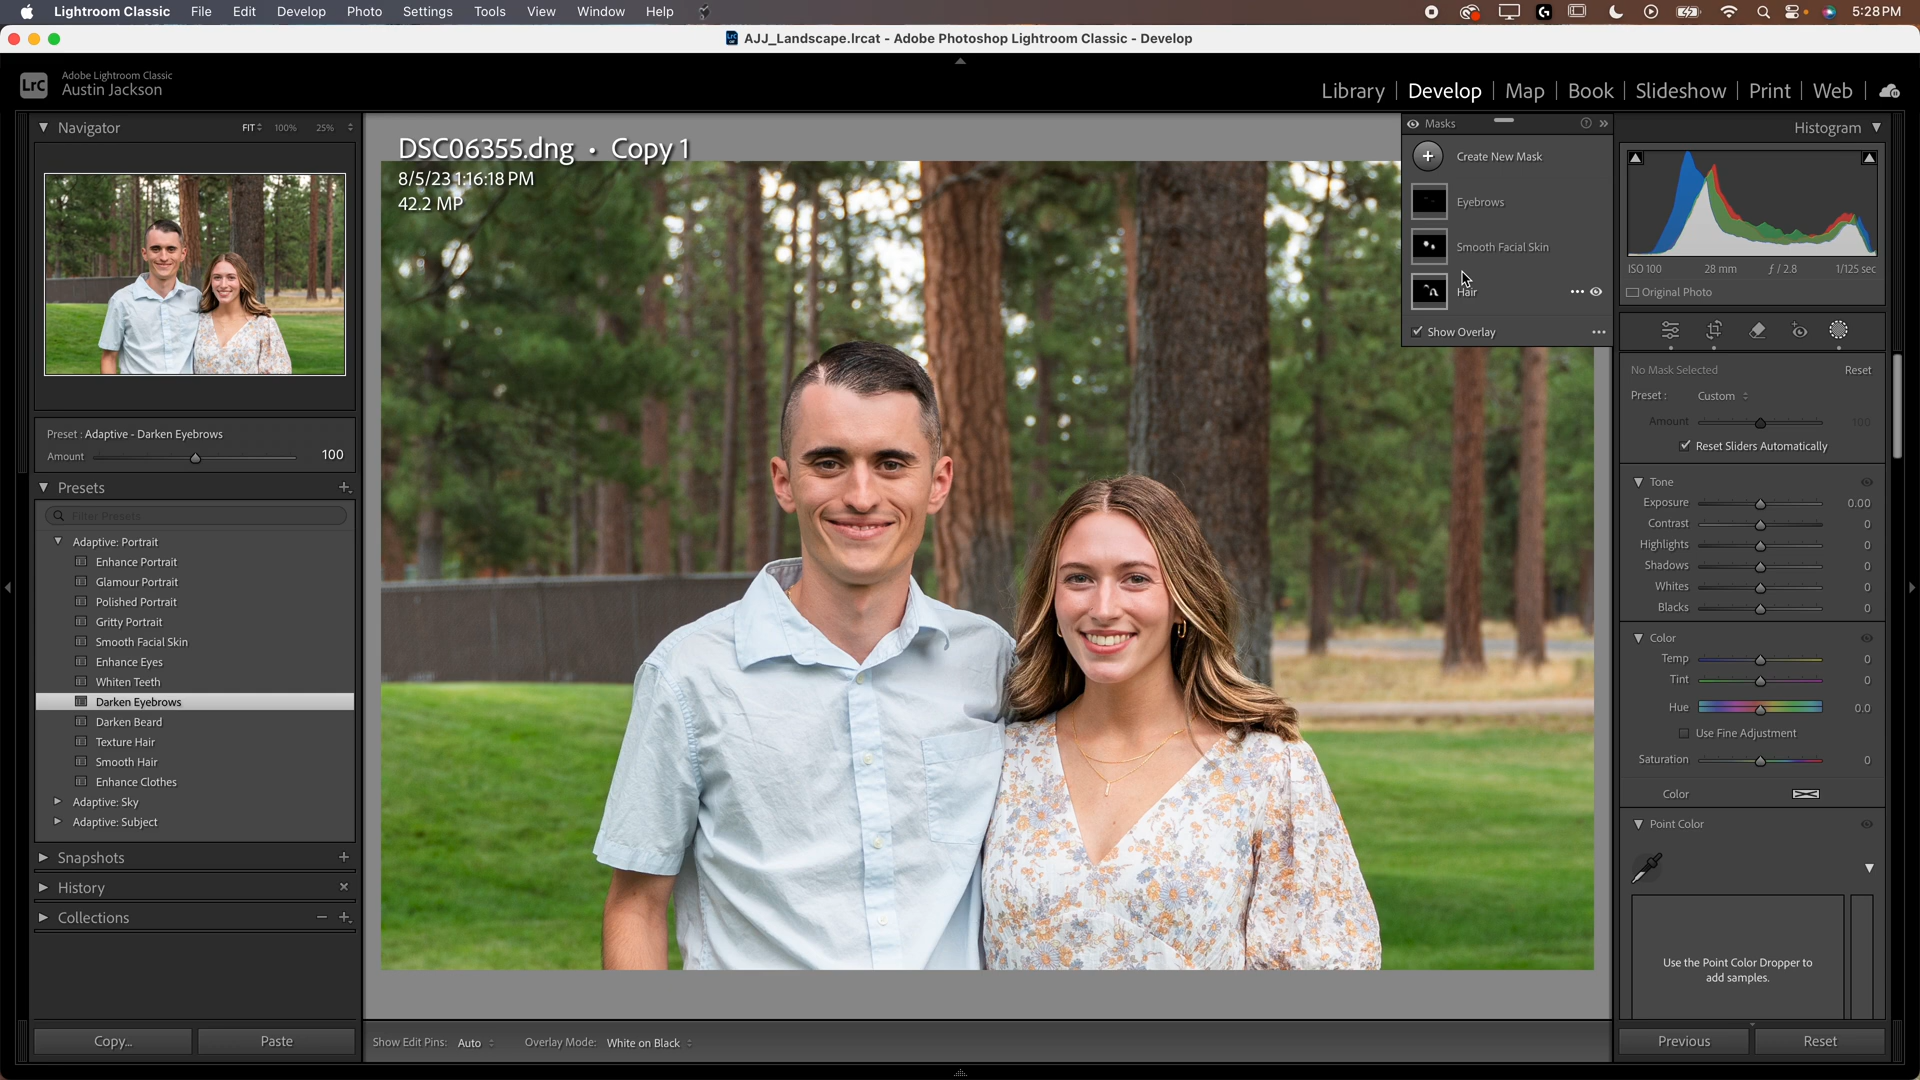 Lightroom Classic File Edit Develop Photo Settings Tools View Window Help 5:28 PM
AJJ_Landscape.lrcat - Adobe Photoshop Lightroom Classic - Develop
LrC
Adobe Lightroom Classic
Austin Jackson
Library | Develop | Map | Book | Slideshow | Print | Web
Navigator FIT 100% 25%
Preset : Adaptive - Darken Eyebrows
Amount 100
Presets
Filter Presets
Adaptive: Portrait
Enhance Portrait
Glamour Portrait
Polished Portrait
Gritty Portrait
Smooth Facial Skin
Enhance Eyes
Whiten Teeth
Darken Eyebrows
Darken Beard
Texture Hair
Smooth Hair
Enhance Clothes
Adaptive: Sky
Adaptive: Subject
Snapshots
History
Collections
Copy... Paste
DSC06355.dng • Copy 1
8/5/23 1:16:18 PM
42.2 MP
Masks
Create New Mask
Eyebrows
Smooth Facial Skin
Hair
Show Overlay
Show Edit Pins: Auto Overlay Mode: White on Black
Histogram
ISO 100 28 mm ƒ / 2.8 1/125 sec
Original Photo
No Mask Selected Reset
Preset : Custom
Amount 100
Reset Sliders Automatically
Tone
Exposure 0.00
Contrast 0
Highlights 0
Shadows 0
Whites 0
Blacks 0
Color
Temp 0
Tint 0
Hue 0.0
Use Fine Adjustment
Saturation 0
Color
Point Color
Use the Point Color Dropper to
add samples.
Previous Reset